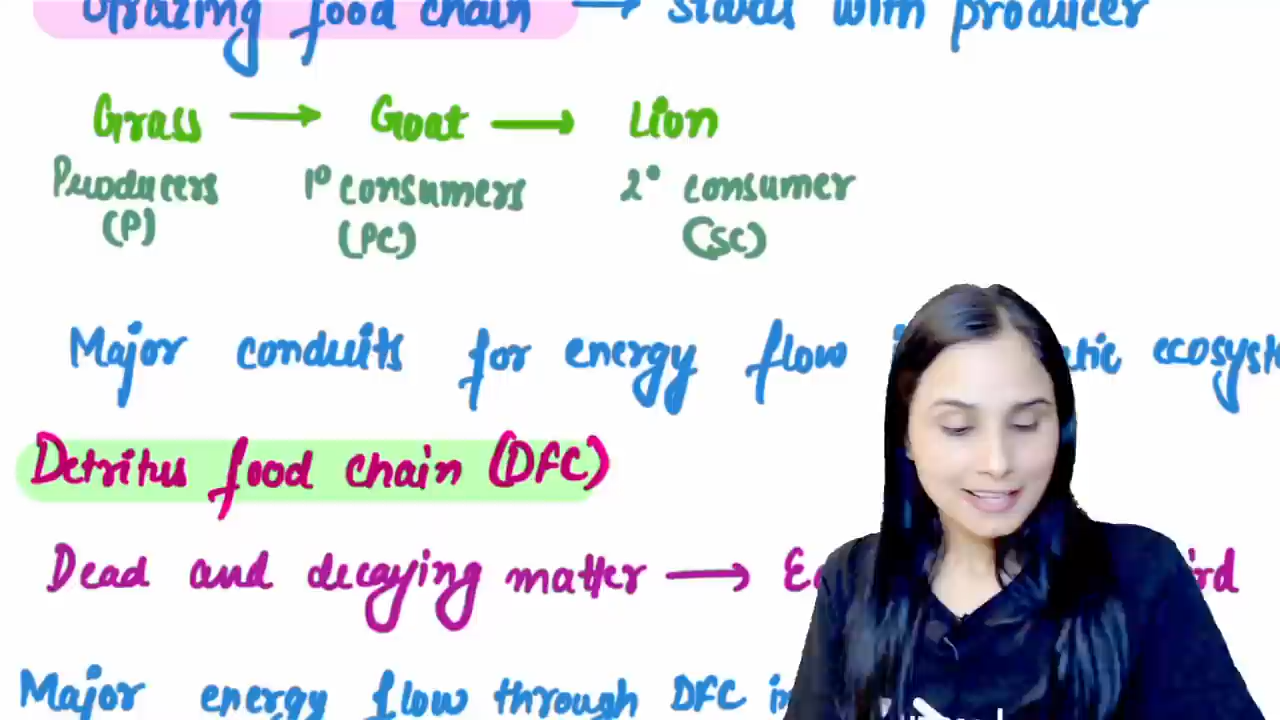 Grazing food chain → starts with producer
Grass → Goat → Lion
Producers 1° consumers 2° consumer
(P) (PC) (SC)
Major conduits for energy flow
Detritus food chain (DFC)
Dead and decaying matter →
Major energy flow through DFC in